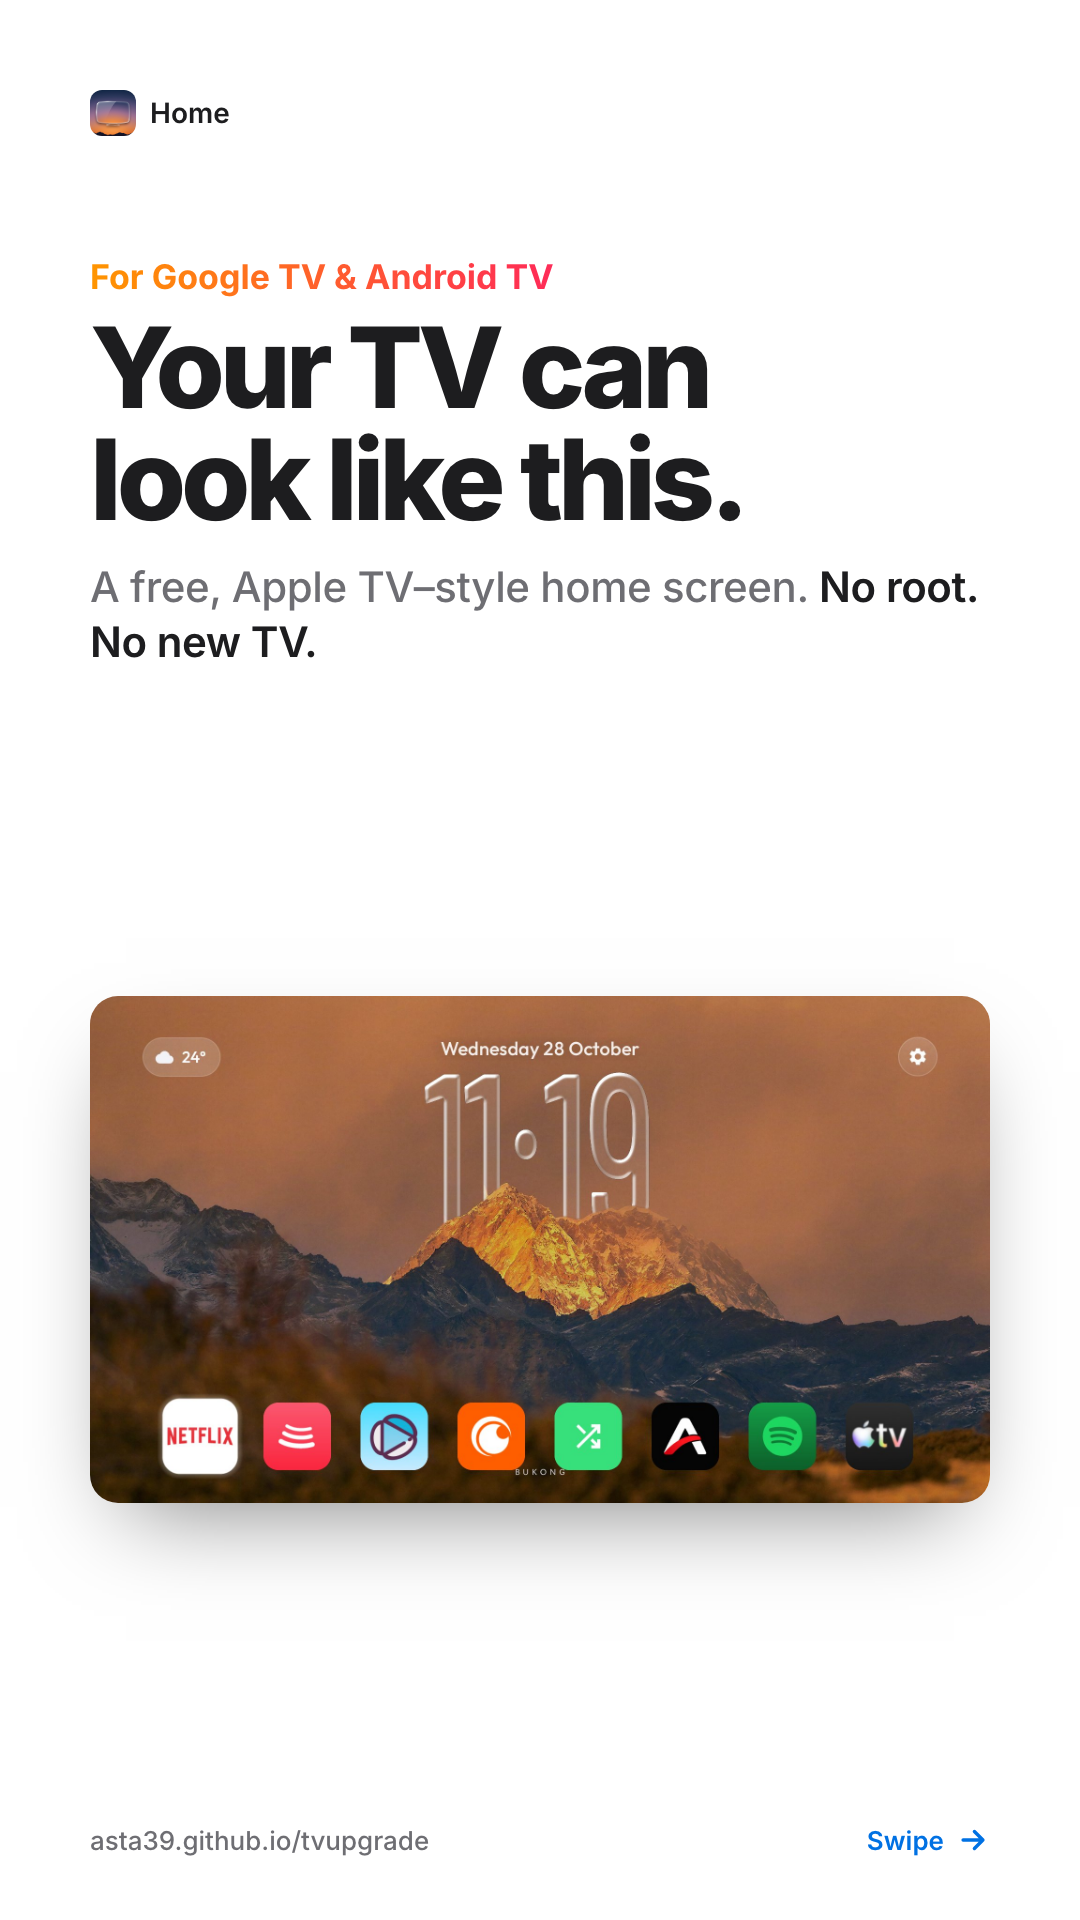 Home
For Google TV & Android TV
Your TV can
look like this.
A free, Apple TV–style home screen. No root.
No new TV.
24°
Wednesday 28 October
11:19
NETFLIX
tv
BUKONG
asta39.github.io/tvupgrade
Swipe →